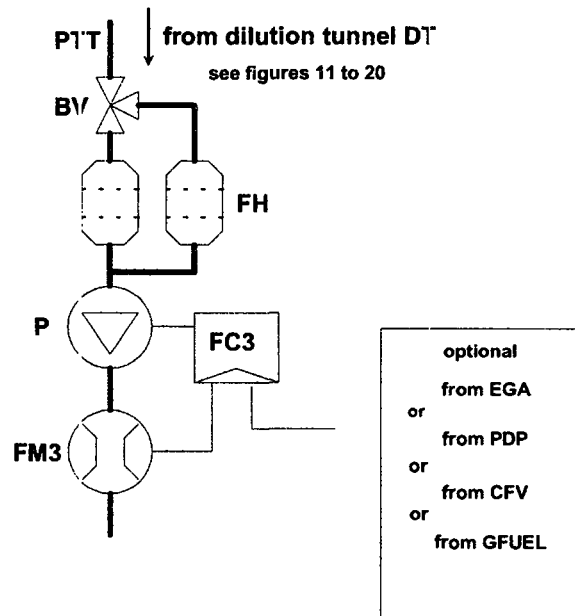 PTT
from dilution tunnel DT
see figures 11 to 20
BV
FH
P
FC3
FM3
optional
from EGA
or
from PDP
or
from CFV
or
from GFUEL